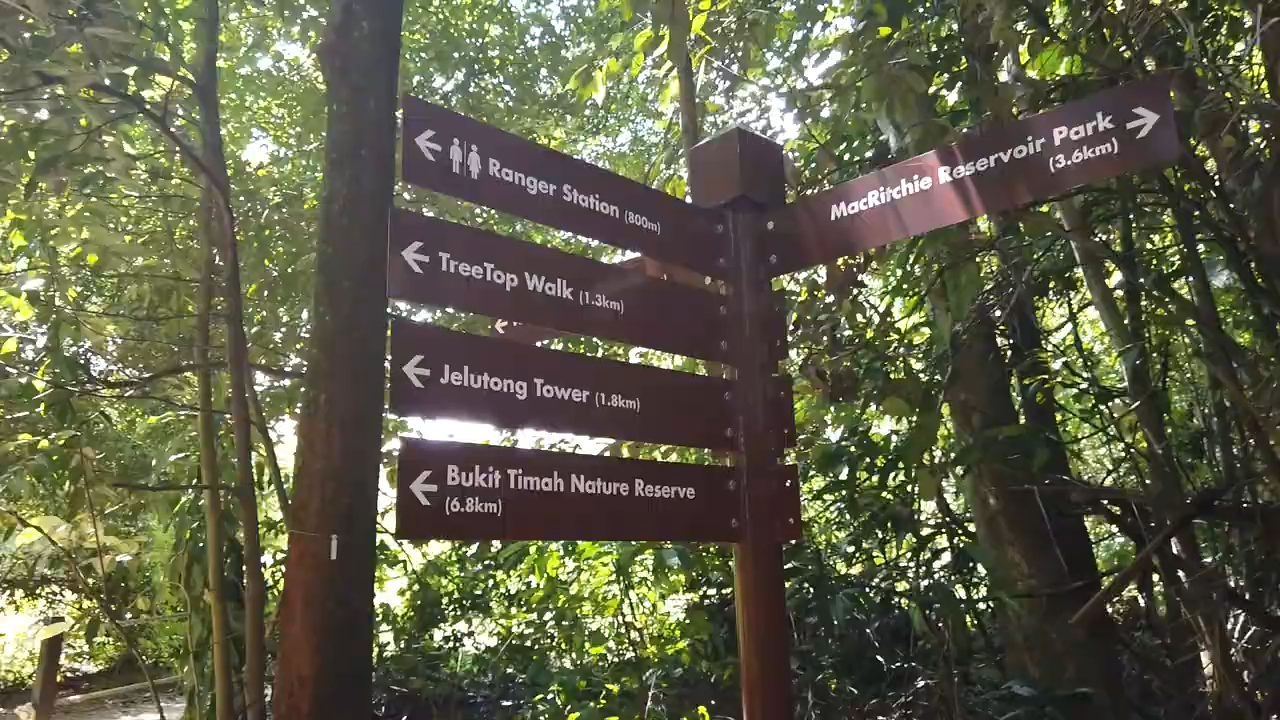 Ranger Station (800m)
TreeTop Walk (1.3km)
Jelutong Tower (1.8km)
Bukit Timah Nature Reserve
(6.8km)
MacRitchie Reservoir Park
(3.6km)